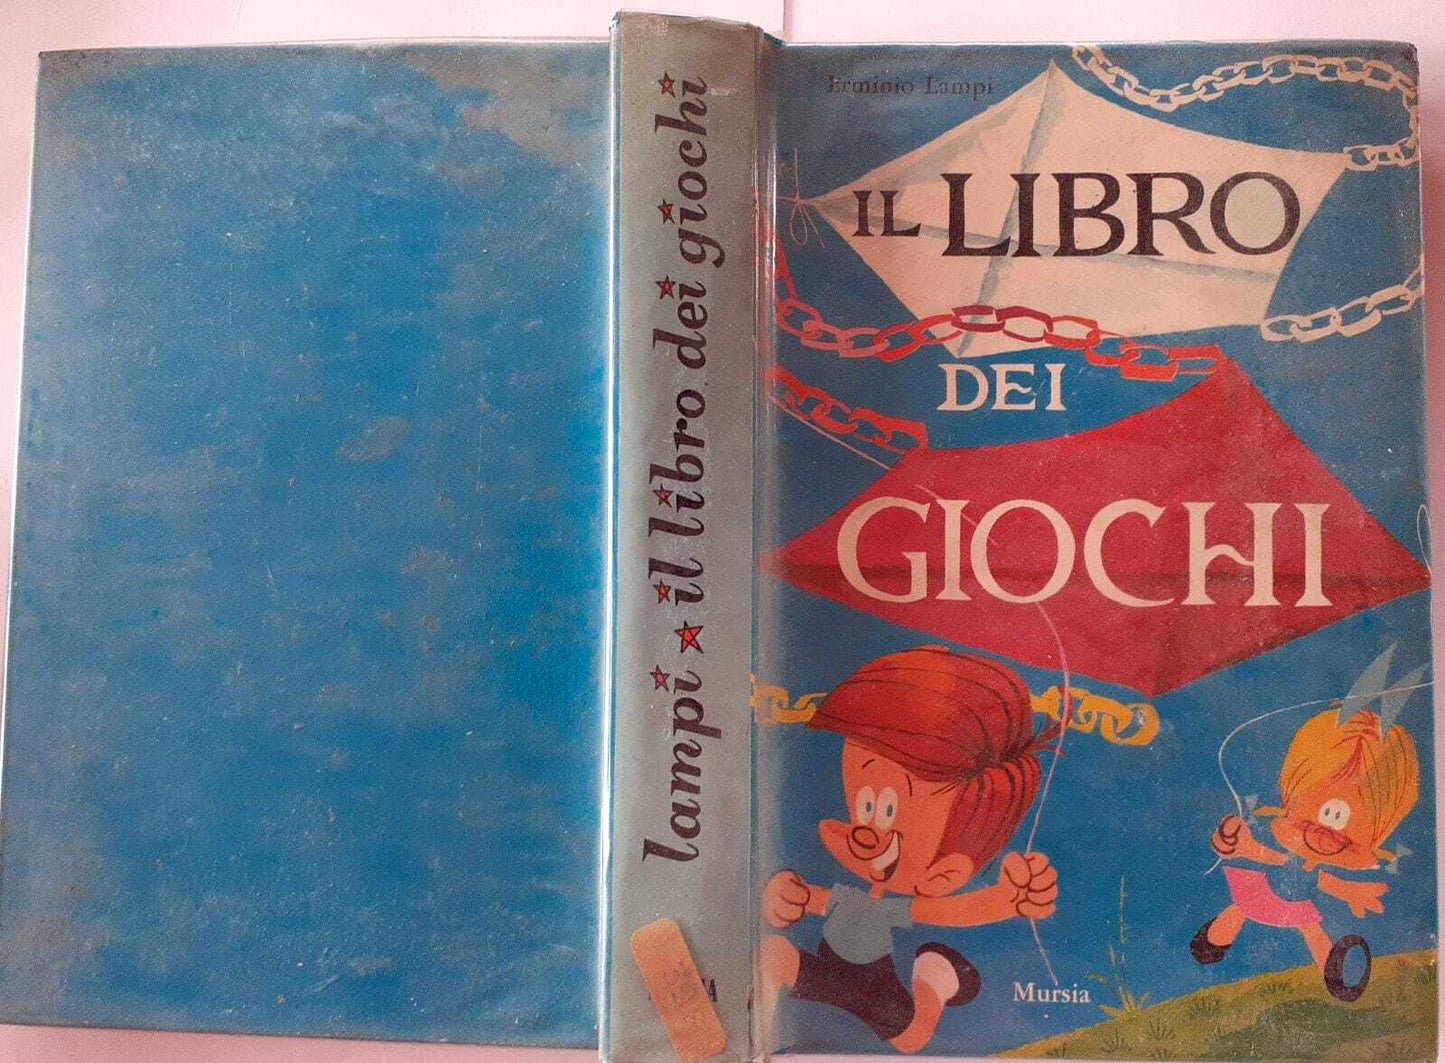 lampi ★ il libro dei giochi
Erminio Lampi
IL LIBRO
DEI
GIOCHI
Mursia